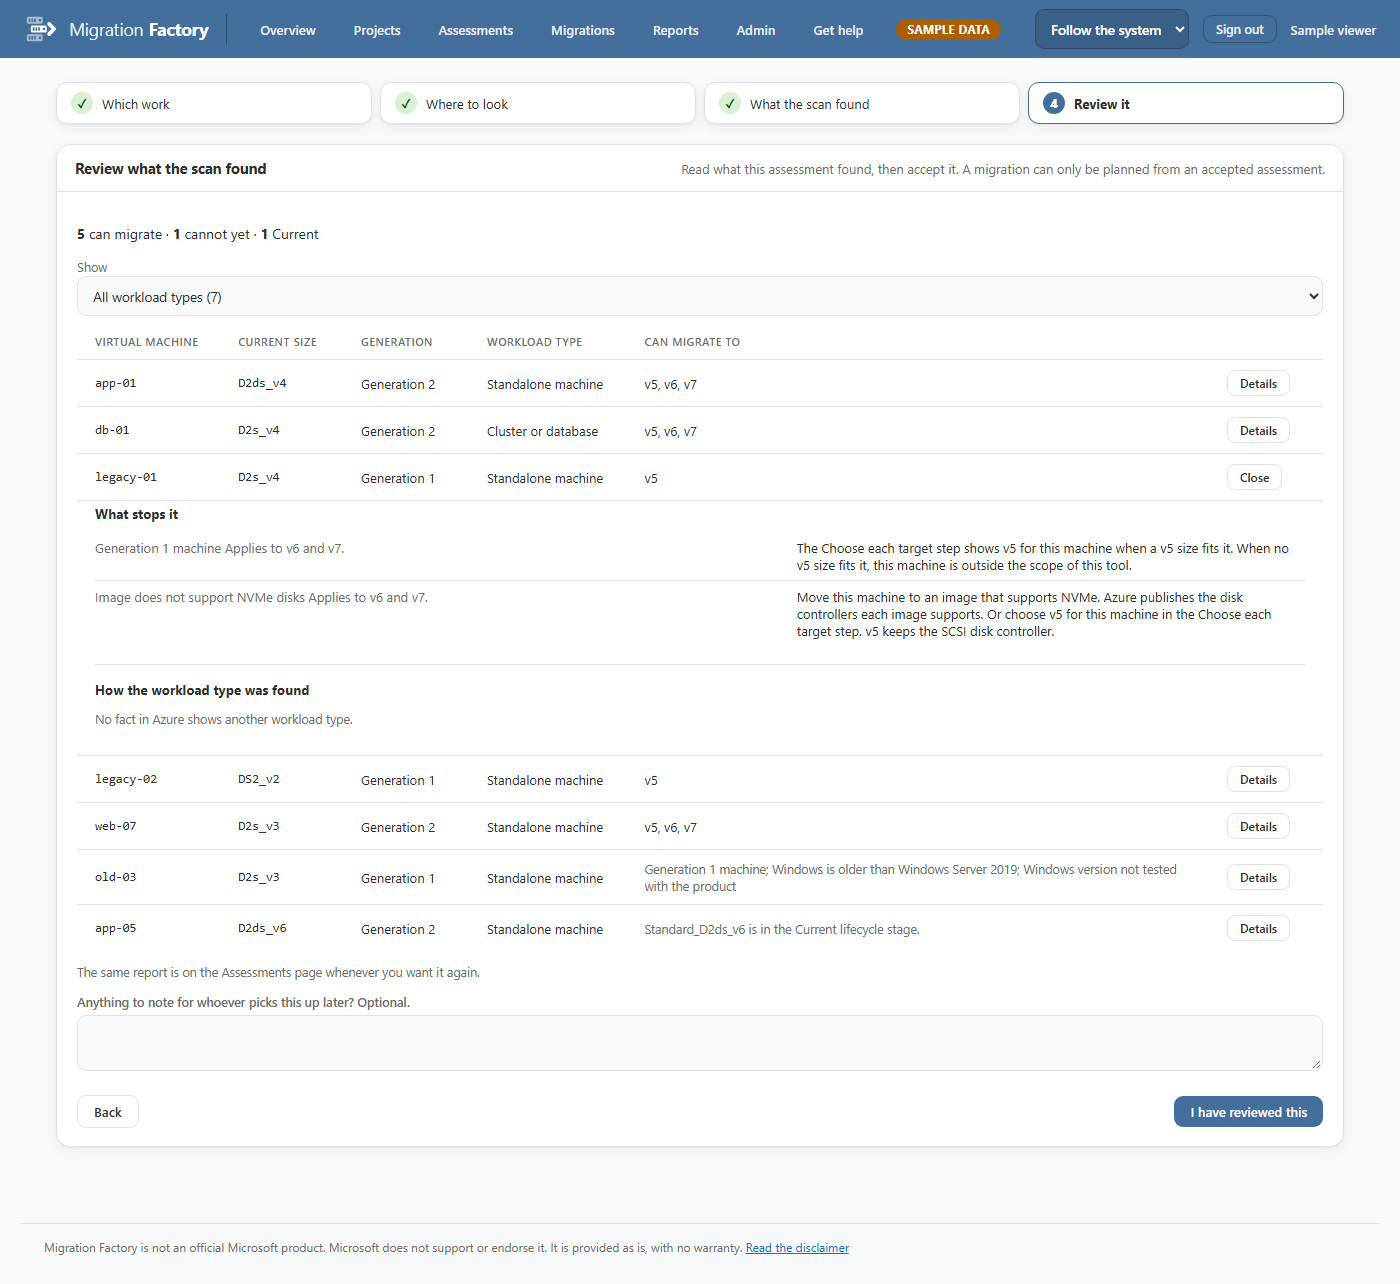 Migration Factory
Overview
Projects
Assessments
Migrations
Reports
Admin
Get help
SAMPLE DATA
Follow the system
Sign out
Sample viewer
✓ Which work
✓ Where to look
✓ What the scan found
4 Review it
Review what the scan found
Read what this assessment found, then accept it. A migration can only be planned from an accepted assessment.
5 can migrate · 1 cannot yet · 1 Current
Show
All workload types (7)
VIRTUAL MACHINE CURRENT SIZE GENERATION WORKLOAD TYPE CAN MIGRATE TO
app-01 D2ds_v4 Generation 2 Standalone machine v5, v6, v7 Details
db-01 D2s_v4 Generation 2 Cluster or database v5, v6, v7 Details
legacy-01 D2s_v4 Generation 1 Standalone machine v5 Close
What stops it
Generation 1 machine Applies to v6 and v7.
The Choose each target step shows v5 for this machine when a v5 size fits it. When no
v5 size fits it, this machine is outside the scope of this tool.
Image does not support NVMe disks Applies to v6 and v7.
Move this machine to an image that supports NVMe. Azure publishes the disk
controllers each image supports. Or choose v5 for this machine in the Choose each
target step. v5 keeps the SCSI disk controller.
How the workload type was found
No fact in Azure shows another workload type.
legacy-02 DS2_v2 Generation 1 Standalone machine v5 Details
web-07 D2s_v3 Generation 2 Standalone machine v5, v6, v7 Details
old-03 D2s_v3 Generation 1 Standalone machine Generation 1 machine; Windows is older than Windows Server 2019; Windows version not tested
with the product Details
app-05 D2ds_v6 Generation 2 Standalone machine Standard_D2ds_v6 is in the Current lifecycle stage. Details
The same report is on the Assessments page whenever you want it again.
Anything to note for whoever picks this up later? Optional.
Back
I have reviewed this
Migration Factory is not an official Microsoft product. Microsoft does not support or endorse it. It is provided as is, with no warranty. Read the disclaimer